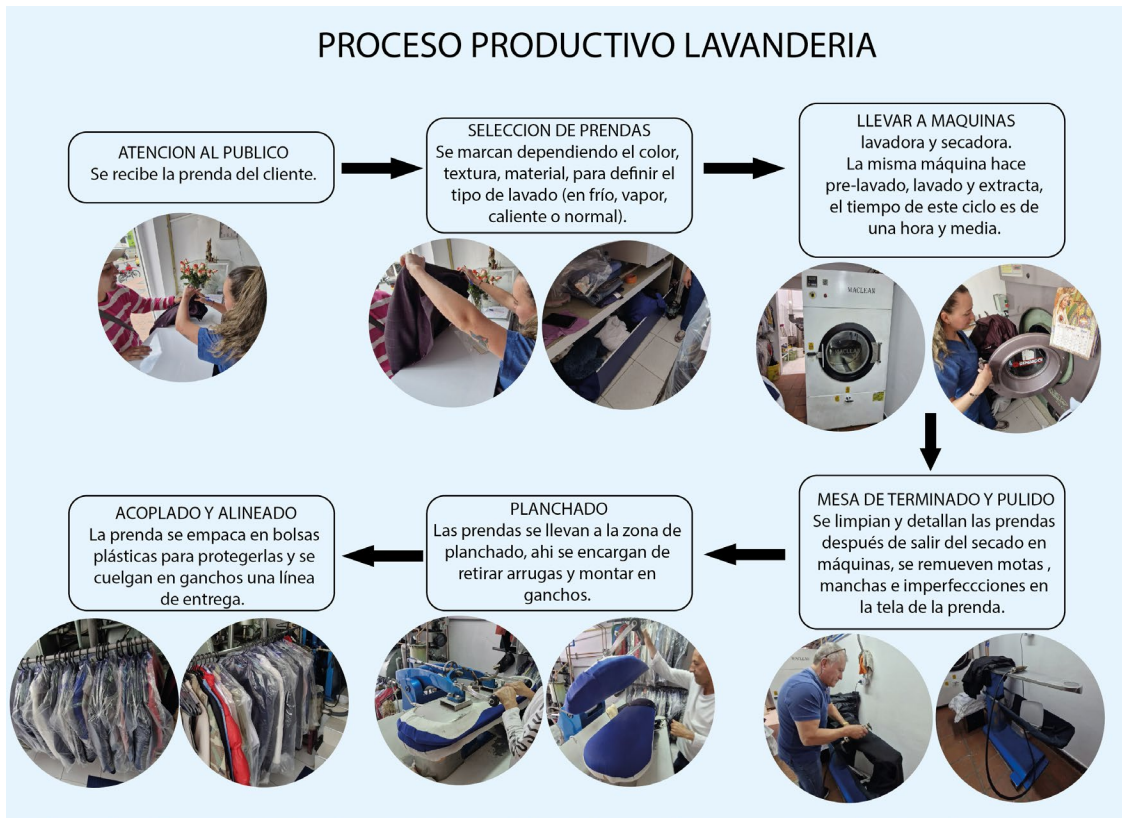 PROCESO PRODUCTIVO LAVANDERIA
ATENCION AL PUBLICO
Se recibe la prenda del cliente.
SELECCION DE PRENDAS
Se marcan dependiendo el color,
textura, material, para definir el
tipo de lavado (en frío, vapor,
caliente o normal).
LLEVAR A MAQUINAS
lavadora y secadora.
La misma máquina hace
pre-lavado, lavado y extracta,
el tiempo de este ciclo es de
una hora y media.
MACLEAN
MACLEAN
MESA DE TERMINADO Y PULIDO
Se limpian y detallan las prendas
después de salir del secado en
máquinas, se remueven motas ,
manchas e imperfeccciones en
la tela de la prenda.
PLANCHADO
Las prendas se llevan a la zona de
planchado, ahi se encargan de
retirar arrugas y montar en
ganchos.
ACOPLADO Y ALINEADO
La prenda se empaca en bolsas
plásticas para protegerlas y se
cuelgan en ganchos una línea
de entrega.